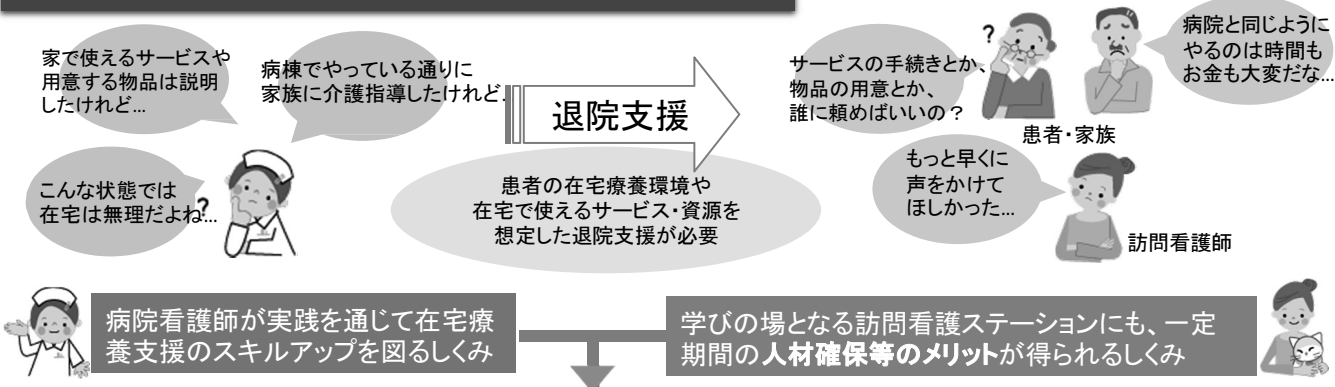 家で使えるサービスや
用意する物品は説明
したけれど…
病棟でやっている通りに
家族に介護指導したけれど…
こんな状態では
在宅は無理だよね…
?
退院支援
患者の在宅療養環境や
在宅で使えるサービス・資源を
想定した退院支援が必要
サービスの手続きとか、
物品の用意とか、
誰に頼めばいいの？
?
病院と同じように
やるのは時間も
お金も大変だな…
患者・家族
もっと早くに
声をかけて
ほしかった…
訪問看護師
病院看護師が実践を通じて在宅療
養支援のスキルアップを図るしくみ
学びの場となる訪問看護ステーションにも、一定
期間の人材確保等のメリットが得られるしくみ